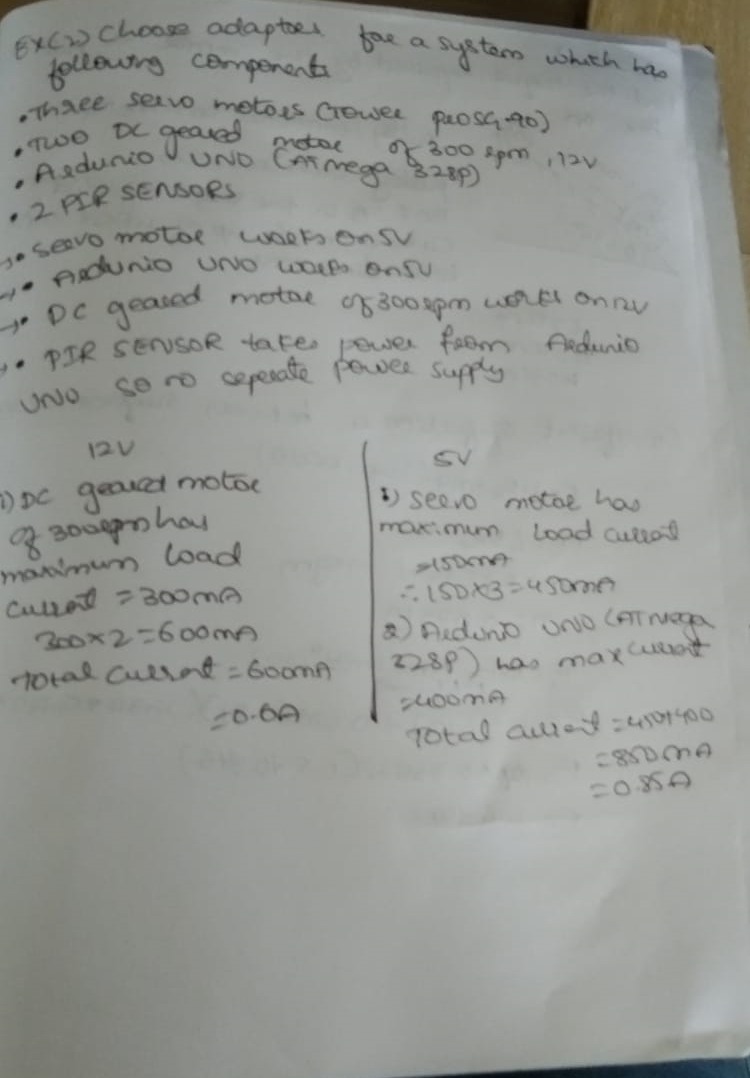 Ex(2) Choose adaptors for a system which has
following components
• Three servo motors (Tower pro SG-90)
• TWO DC geared motor of 300 rpm, 12V
• Ardunio UNO (ATmega 328P)
• 2 PIR SENSORS
→• Servo motor works on 5V
→• Ardunio UNO works on 5V
→• DC geared motor of 300rpm works on 12V
→• PIR SENSOR takes power from Ardunio
UNO so no seperate power supply
12V
1) DC geared motor
of 300rpm has
maximum load
current = 300mA
300×2=600mA
Total current = 600mA
=0.6A
5V
1) Servo motor has
maximum load current
=150mA
∴150×3=450mA
2) Arduno UNO (ATmega
328P) has max current
=400mA
Total current =450+400
=850mA
=0.85A